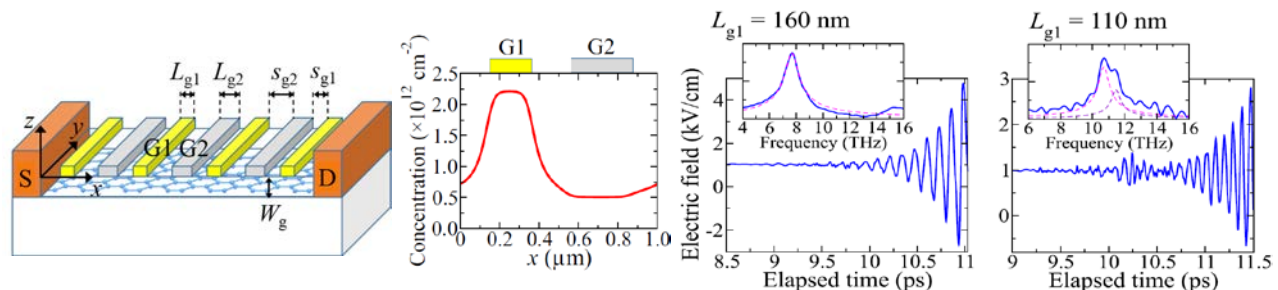 L_g1 L_g2 s_g2 s_g1
z
y
G1 G2
S
x
D
W_g
G1 G2
Concentration (×10^12 cm^-2)
2.5
2.0
1.5
1.0
0.5
0.0
0 0.2 0.4 0.6 0.8 1.0
x (μm)
L_g1 = 160 nm
4 6 8 10 12 14 16
Frequency (THz)
Electric field (kV/cm)
4
2
0
-2
8.5 9 9.5 10 10.5 11
Elapsed time (ps)
L_g1 = 110 nm
6 8 10 12 14 16
Frequency (THz)
3
2
1
0
9 9.5 10 10.5 11 11.5
Elapsed time (ps)